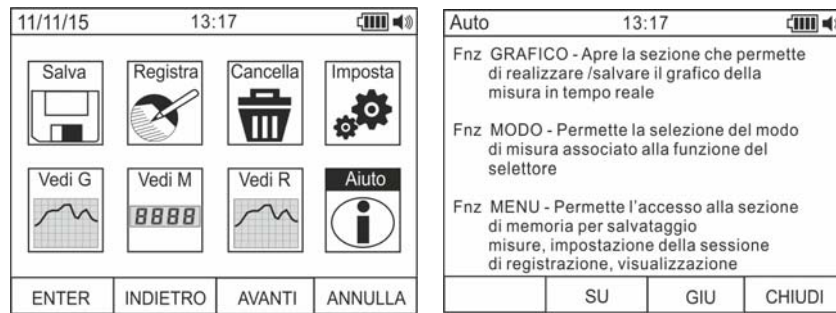 11/11/15 13:17
Salva Registra Cancella Imposta
Vedi G Vedi M Vedi R Aiuto
8888
ENTER INDIETRO AVANTI ANNULLA
Auto 13:17
Fnz GRAFICO - Apre la sezione che permette
di realizzare /salvare il grafico della
misura in tempo reale
Fnz MODO - Permette la selezione del modo
di misura associato alla funzione del
selettore
Fnz MENU - Permette l'accesso alla sezione
di memoria per salvataggio
misure, impostazione della sessione
di registrazione, visualizzazione
SU GIU CHIUDI